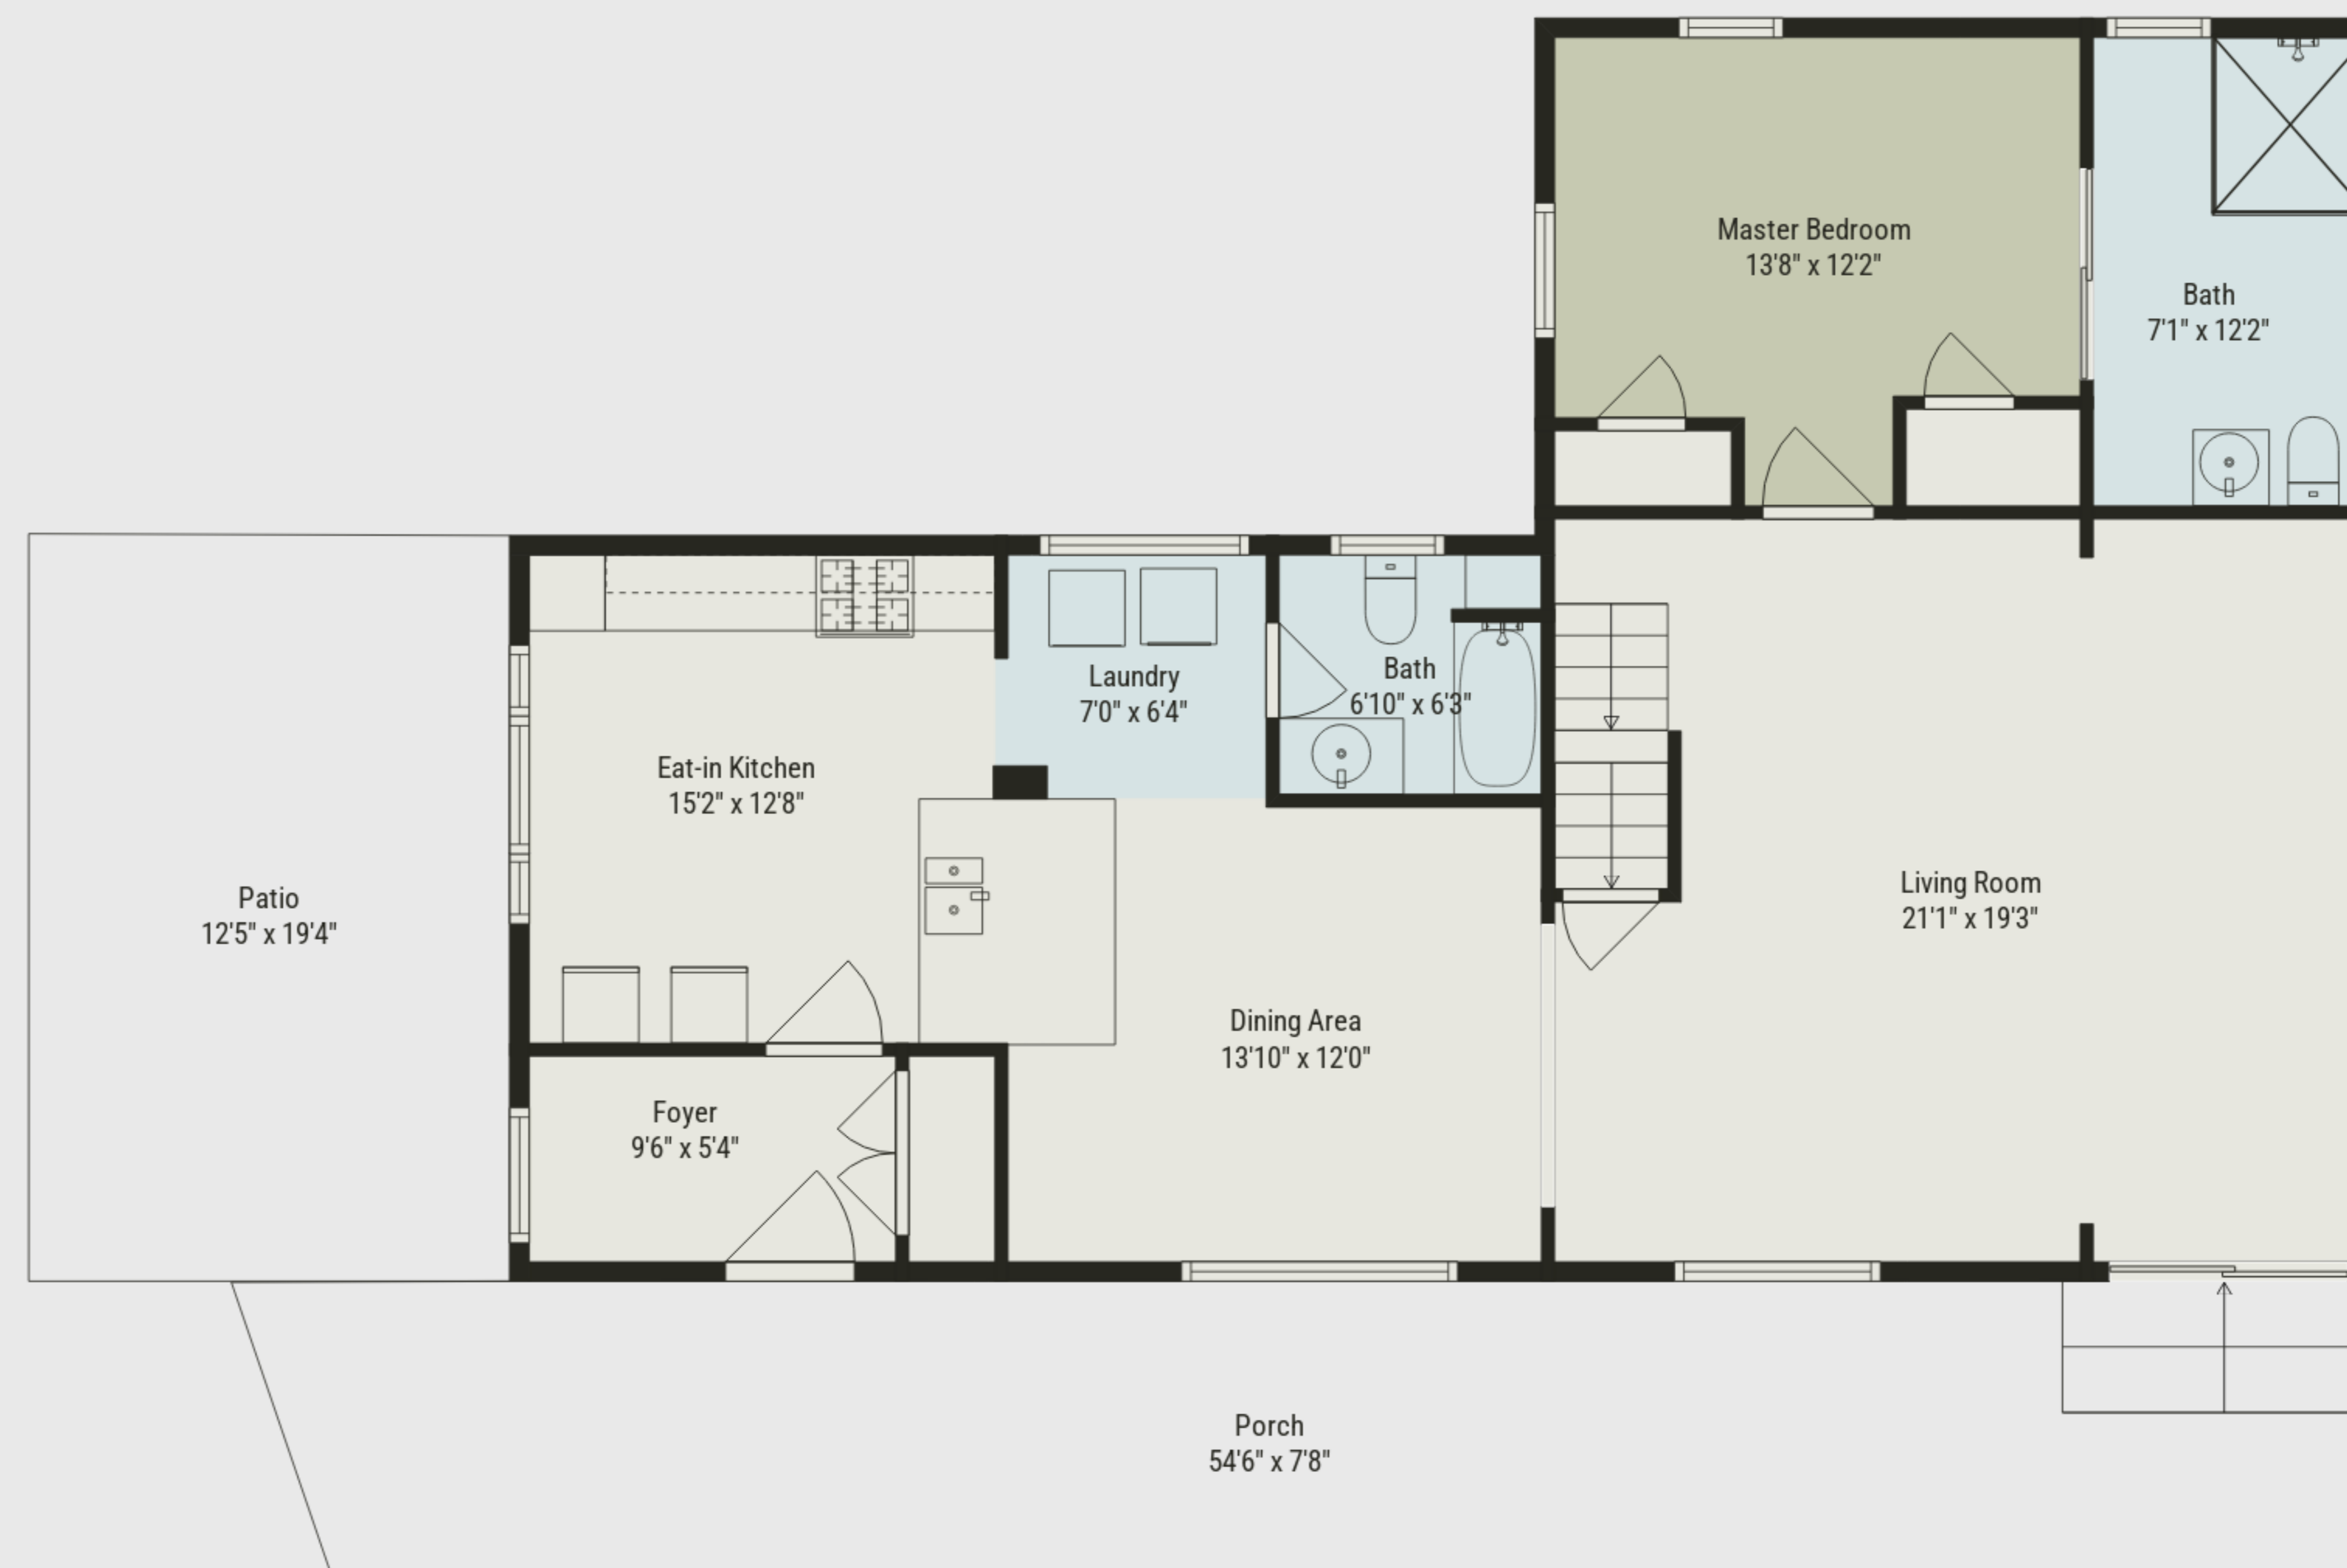 Master Bedroom
13'8" x 12'2"
Bath
7'1" x 12'2"
Laundry
7'0" x 6'4"
Bath
6'10" x 6'3"
Eat-in Kitchen
15'2" x 12'8"
Patio
12'5" x 19'4"
Living Room
21'1" x 19'3"
Dining Area
13'10" x 12'0"
Foyer
9'6" x 5'4"
Porch
54'6" x 7'8"